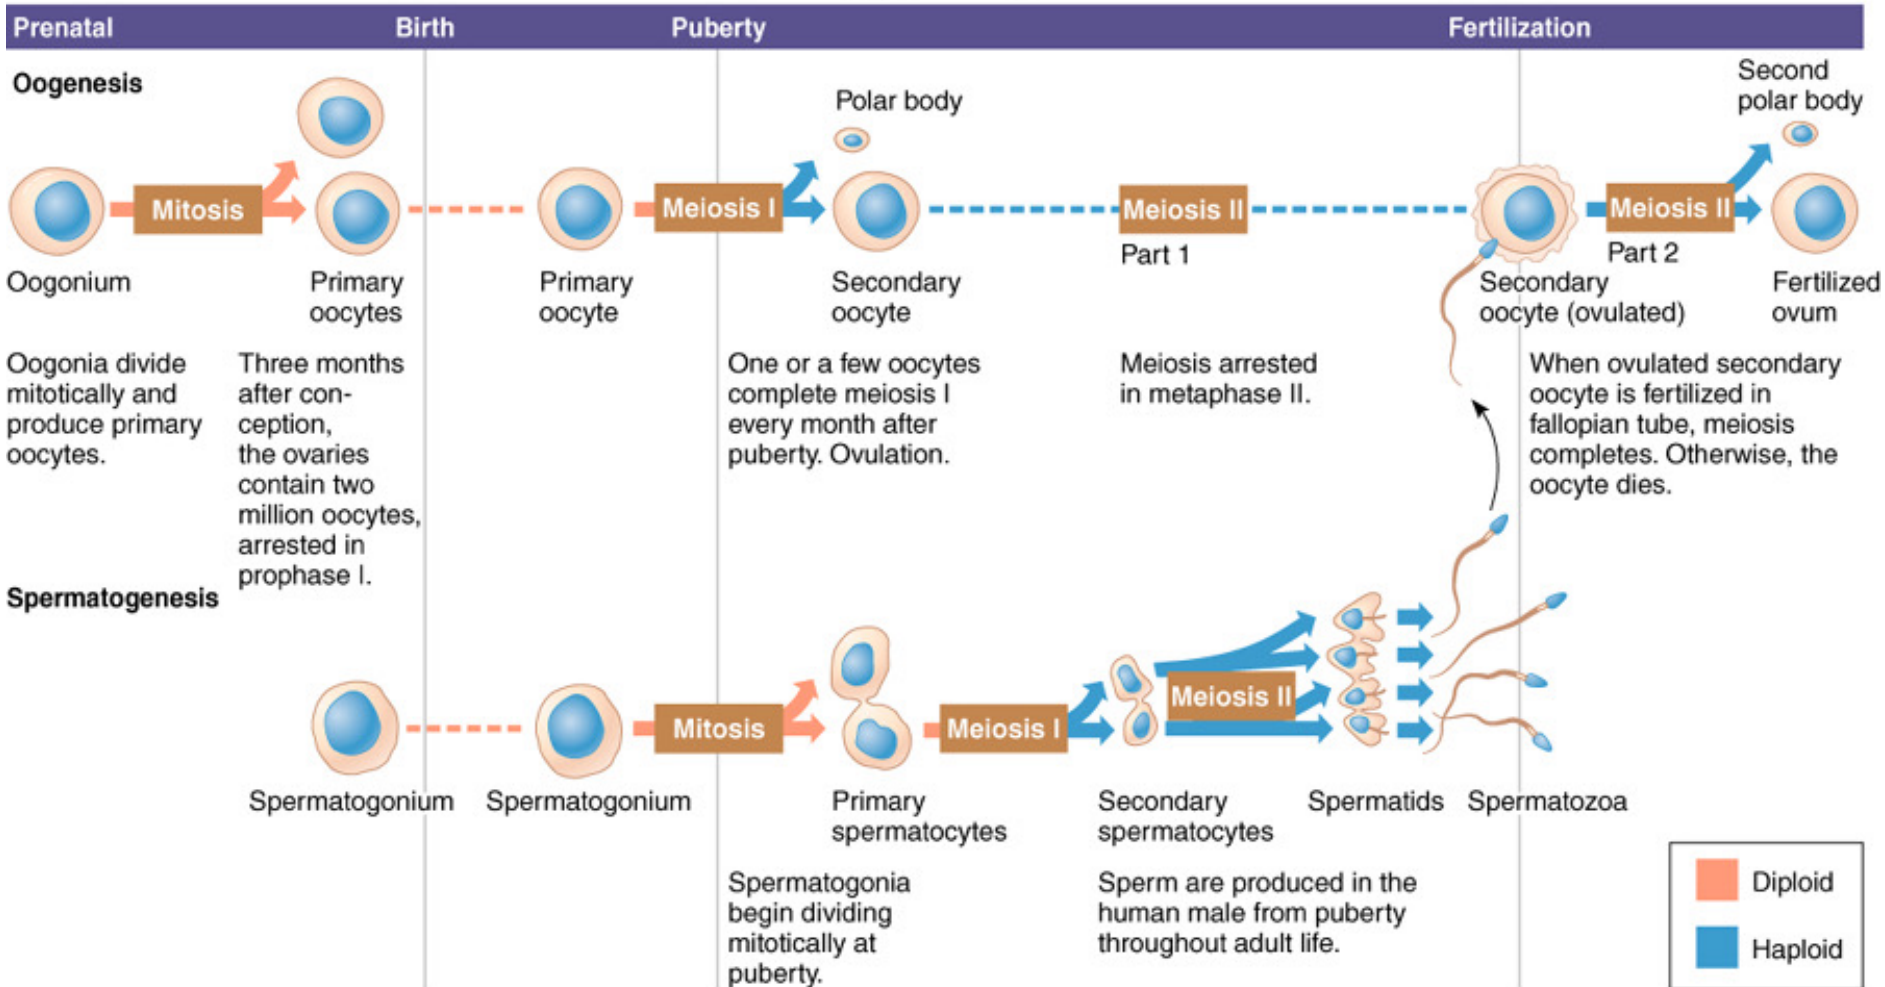 Prenatal Birth Puberty Fertilization
Oogenesis
Polar body
Second
polar body
Mitosis
Meiosis I
Meiosis II
Part 1
Meiosis II
Part 2
Oogonium
Primary
oocytes
Primary
oocyte
Secondary
oocyte
Secondary
oocyte (ovulated)
Fertilized
ovum
Oogonia divide
mitotically and
produce primary
oocytes.
Three months
after con-
ception,
the ovaries
contain two
million oocytes,
arrested in
prophase I.
One or a few oocytes
complete meiosis I
every month after
puberty. Ovulation.
Meiosis arrested
in metaphase II.
When ovulated secondary
oocyte is fertilized in
fallopian tube, meiosis
completes. Otherwise, the
oocyte dies.
Spermatogenesis
Mitosis
Meiosis I
Meiosis II
Spermatogonium
Spermatogonium
Primary
spermatocytes
Secondary
spermatocytes
Spermatids
Spermatozoa
Spermatogonia
begin dividing
mitotically at
puberty.
Sperm are produced in the
human male from puberty
throughout adult life.
Diploid
Haploid